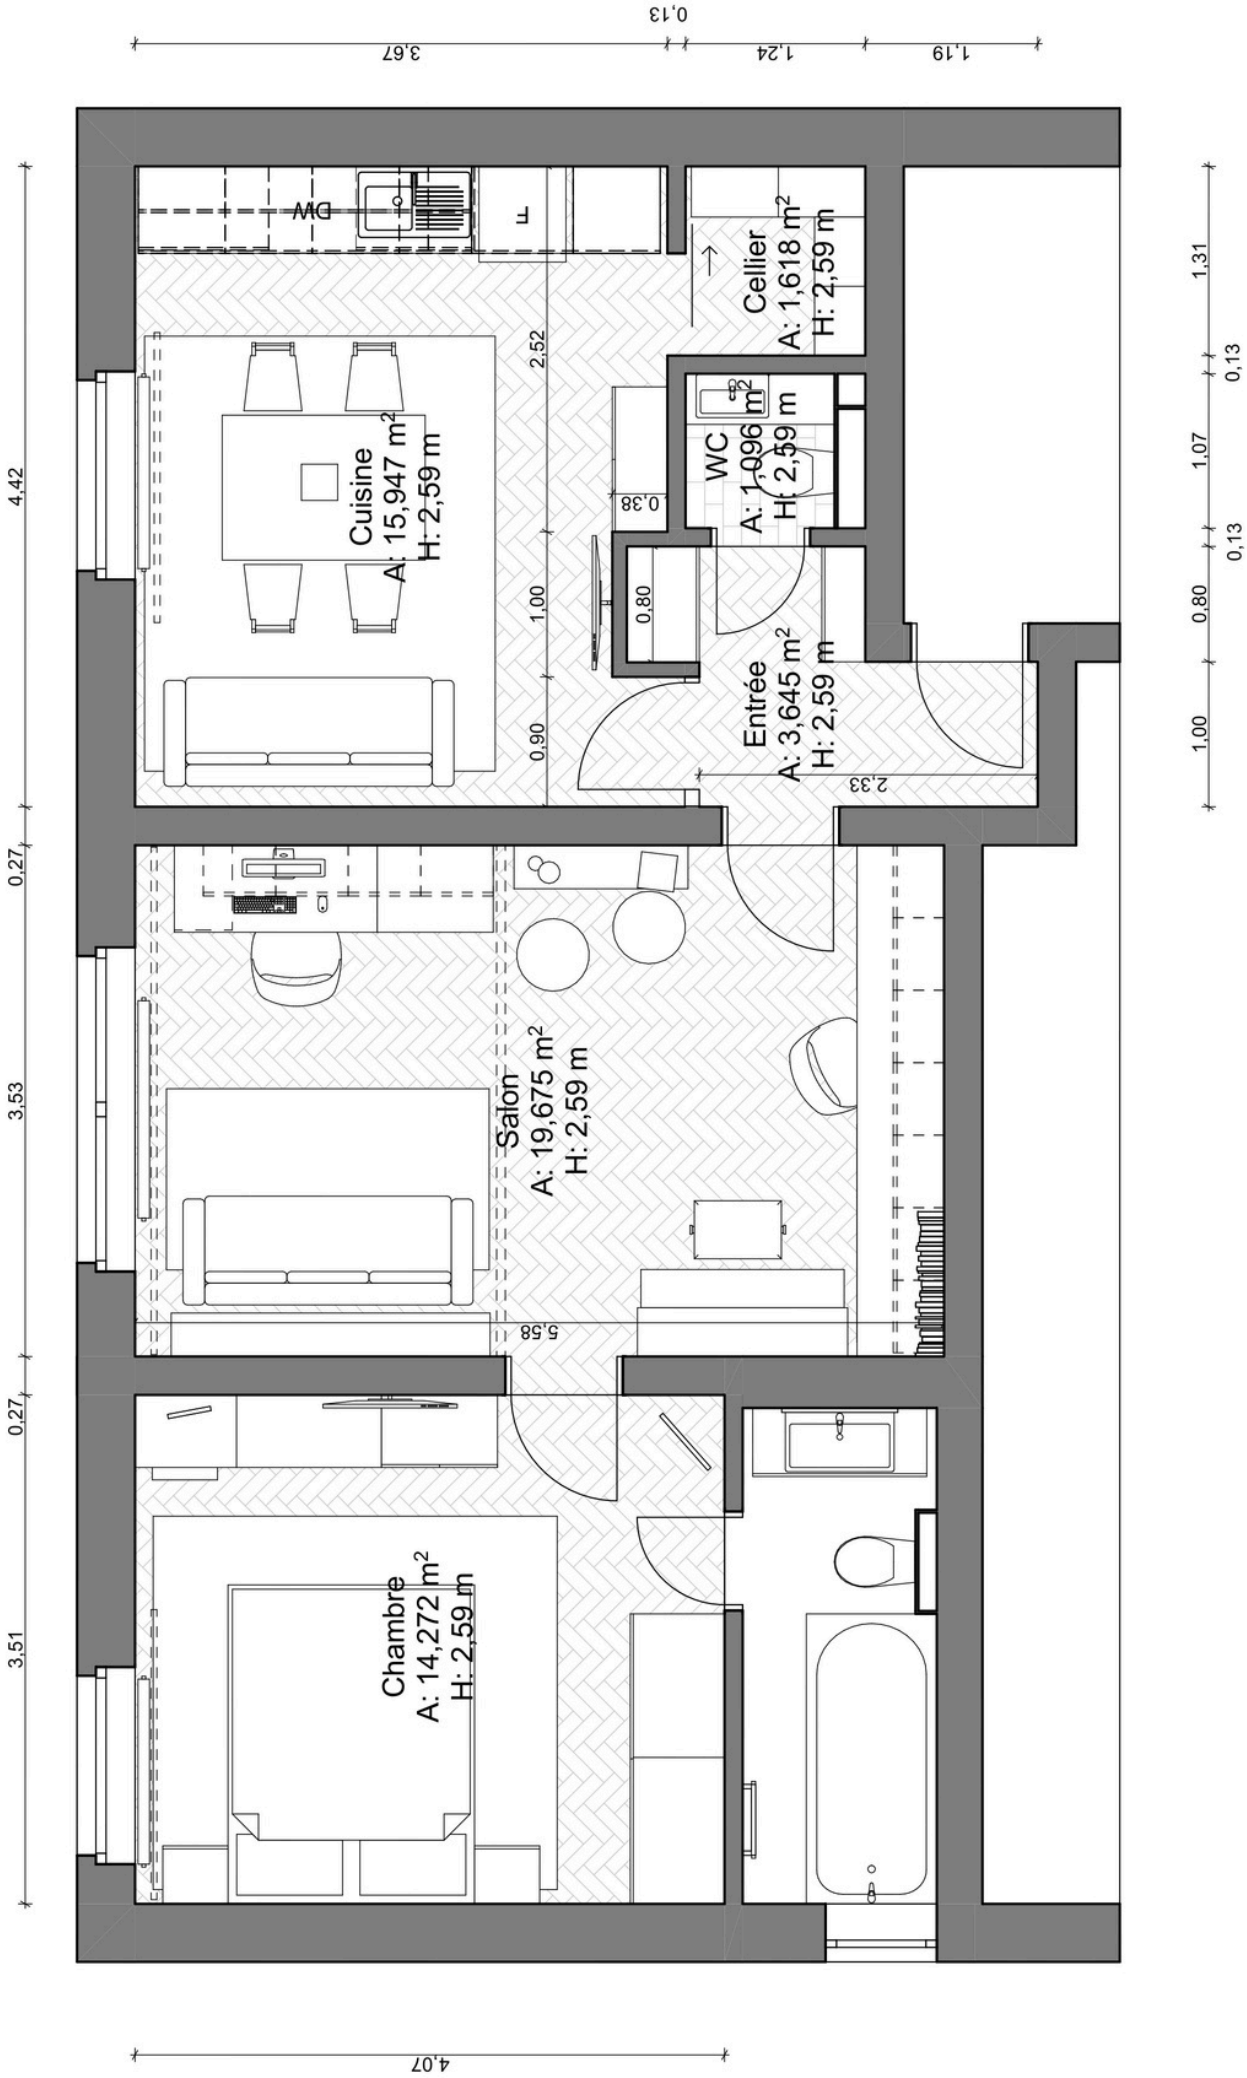 0,13
3,67
1,24
1,19
4,42
0,27
3,53
0,27
3,51
1,31
0,13
1,07
0,13
0,80
1,00
DW
F
2,52
1,00
0,90
0,38
0,80
2,33
5,58
4,07
Cuisine
A: 15,947 m²
H: 2,59 m
Cellier
A: 1,618 m²
H: 2,59 m
WC
A: 1,096 m²
H: 2,59 m
Entrée
A: 3,645 m²
H: 2,59 m
Salon
A: 19,675 m²
H: 2,59 m
Chambre
A: 14,272 m²
H: 2,59 m